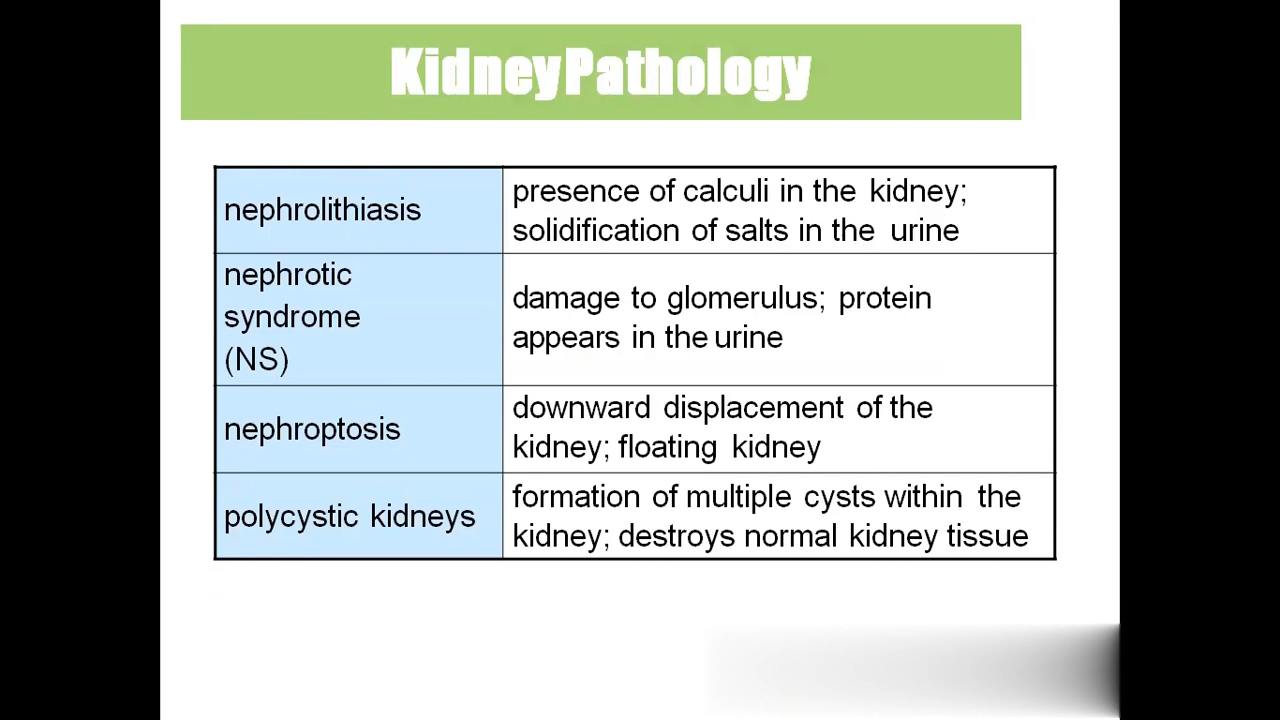 Kidney Pathology
nephrolithiasis
presence of calculi in the kidney;
solidification of salts in the urine
nephrotic
syndrome
(NS)
damage to glomerulus; protein
appears in the urine
nephroptosis
downward displacement of the
kidney; floating kidney
polycystic kidneys
formation of multiple cysts within the
kidney; destroys normal kidney tissue